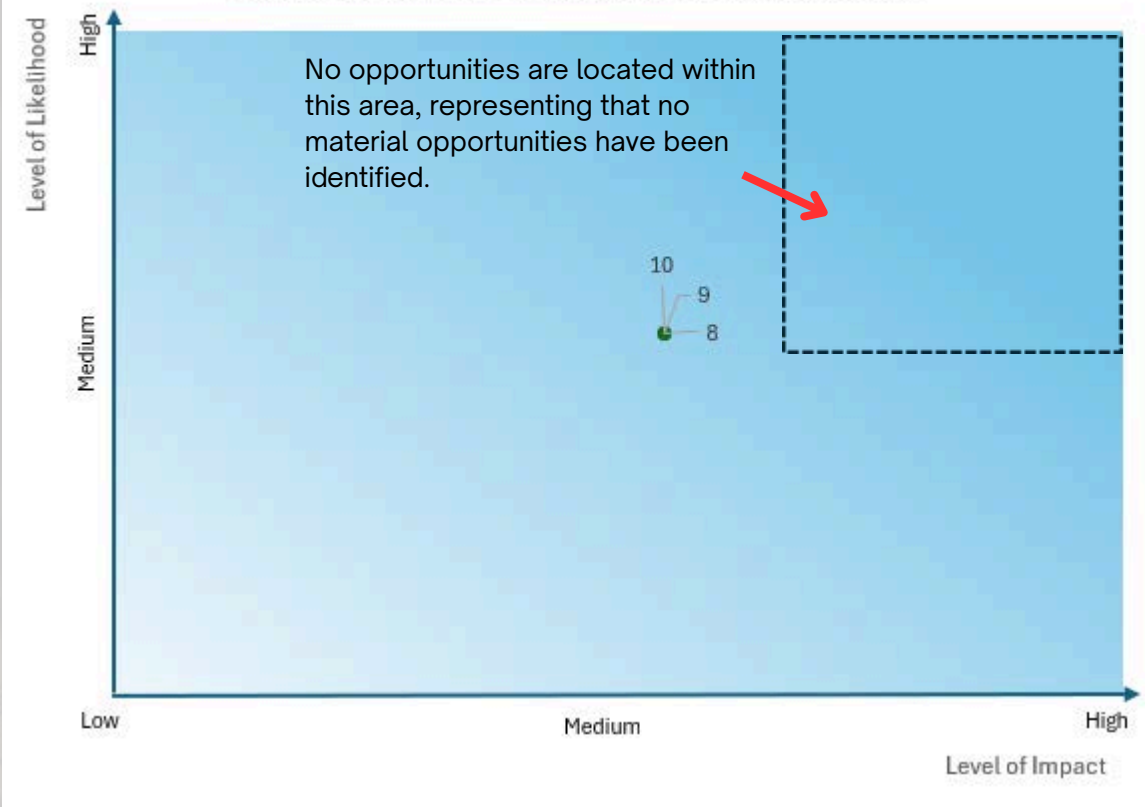 High
Level of Likelihood
No opportunities are located within
this area, representing that no
material opportunities have been
identified.
10
9
8
Medium
Low
Medium
High
Level of Impact